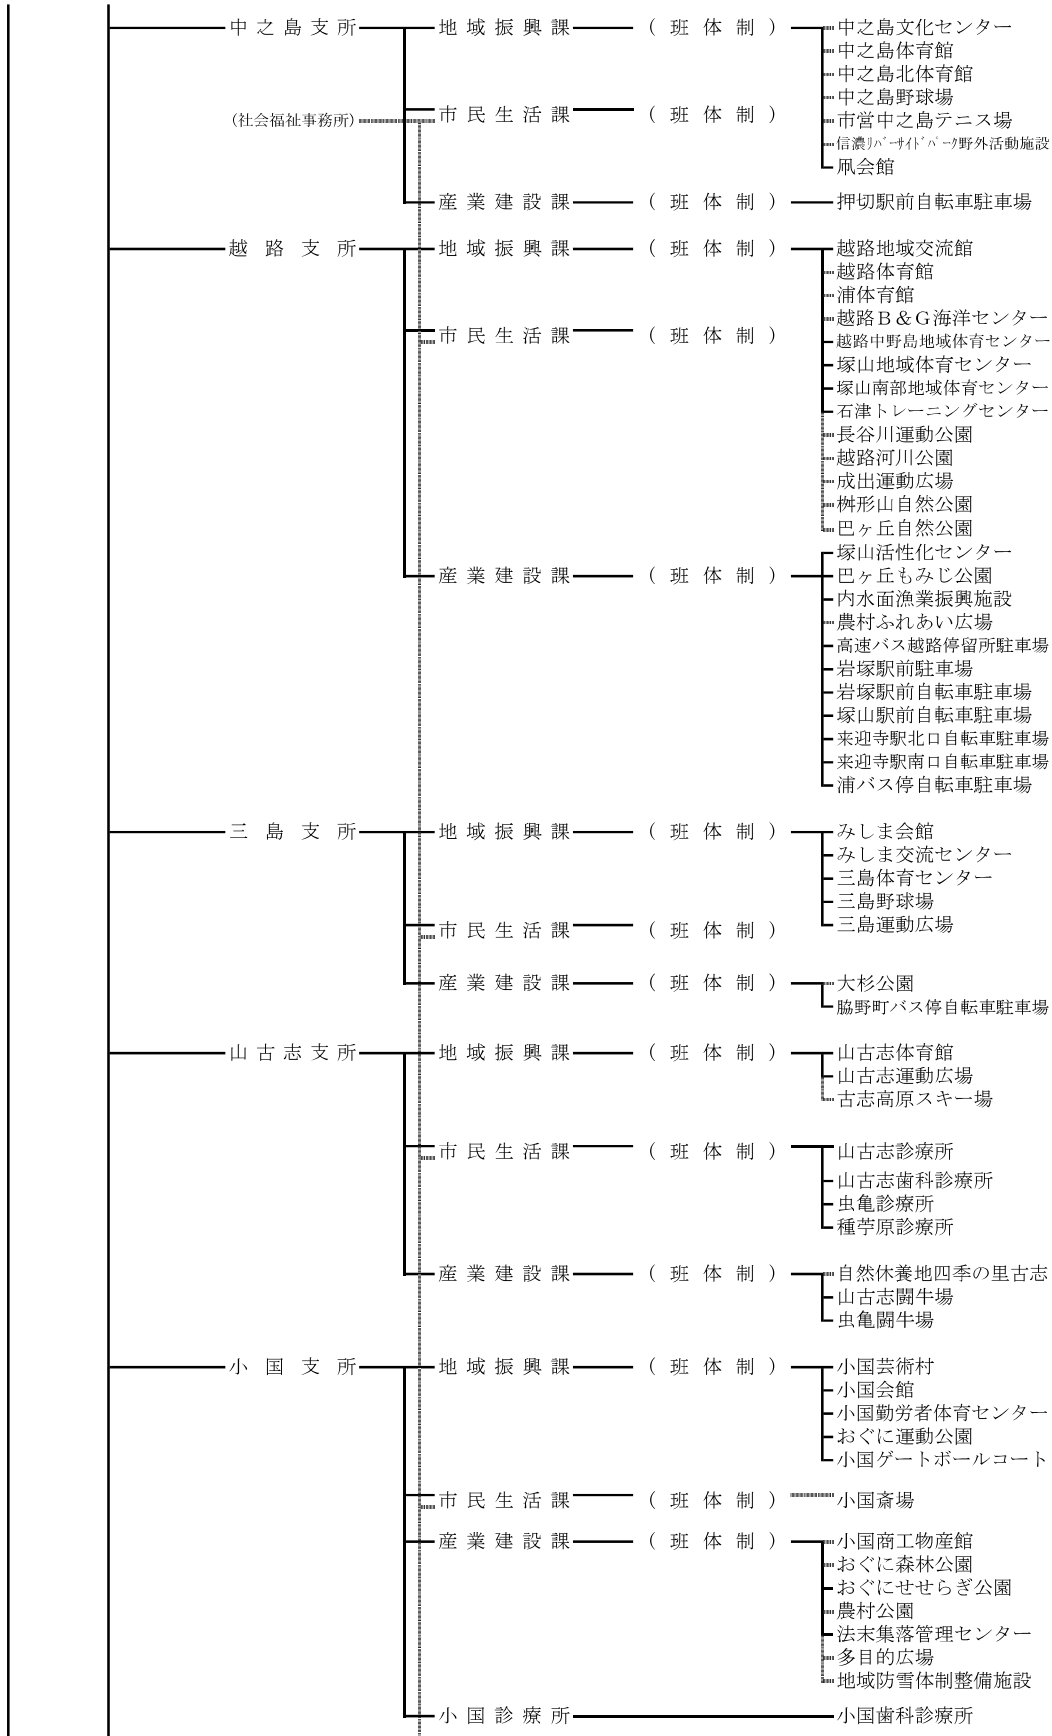 中之島支所 地域振興課 （班体制） 中之島文化センター
中之島体育館
中之島北体育館
中之島野球場
(社会福祉事務所) 市民生活課 （班体制） 市営中之島テニス場
信濃ﾘﾊﾞｰｻｲﾄﾞﾊﾟｰｸ野外活動施設
凧会館
産業建設課 （班体制） 押切駅前自転車駐車場
越路支所 地域振興課 （班体制） 越路地域交流館
越路体育館
浦体育館
越路Ｂ＆Ｇ海洋センター
市民生活課 （班体制） 越路中野島地域体育センター
塚山地域体育センター
塚山南部地域体育センター
石津トレーニングセンター
長谷川運動公園
越路河川公園
成出運動広場
桝形山自然公園
巴ヶ丘自然公園
塚山活性化センター
産業建設課 （班体制） 巴ヶ丘もみじ公園
内水面漁業振興施設
農村ふれあい広場
高速バス越路停留所駐車場
岩塚駅前駐車場
岩塚駅前自転車駐車場
塚山駅前自転車駐車場
来迎寺駅北口自転車駐車場
来迎寺駅南口自転車駐車場
浦バス停自転車駐車場
三島支所 地域振興課 （班体制） みしま会館
みしま交流センター
三島体育センター
三島野球場
市民生活課 （班体制） 三島運動広場
産業建設課 （班体制） 大杉公園
脇野町バス停自転車駐車場
山古志支所 地域振興課 （班体制） 山古志体育館
山古志運動広場
古志高原スキー場
市民生活課 （班体制） 山古志診療所
山古志歯科診療所
虫亀診療所
種苧原診療所
産業建設課 （班体制） 自然休養地四季の里古志
山古志闘牛場
虫亀闘牛場
小国支所 地域振興課 （班体制） 小国芸術村
小国会館
小国勤労者体育センター
おぐに運動公園
小国ゲートボールコート
市民生活課 （班体制） 小国斎場
産業建設課 （班体制） 小国商工物産館
おぐに森林公園
おぐにせせらぎ公園
農村公園
法末集落管理センター
多目的広場
地域防雪体制整備施設
小国診療所 小国歯科診療所